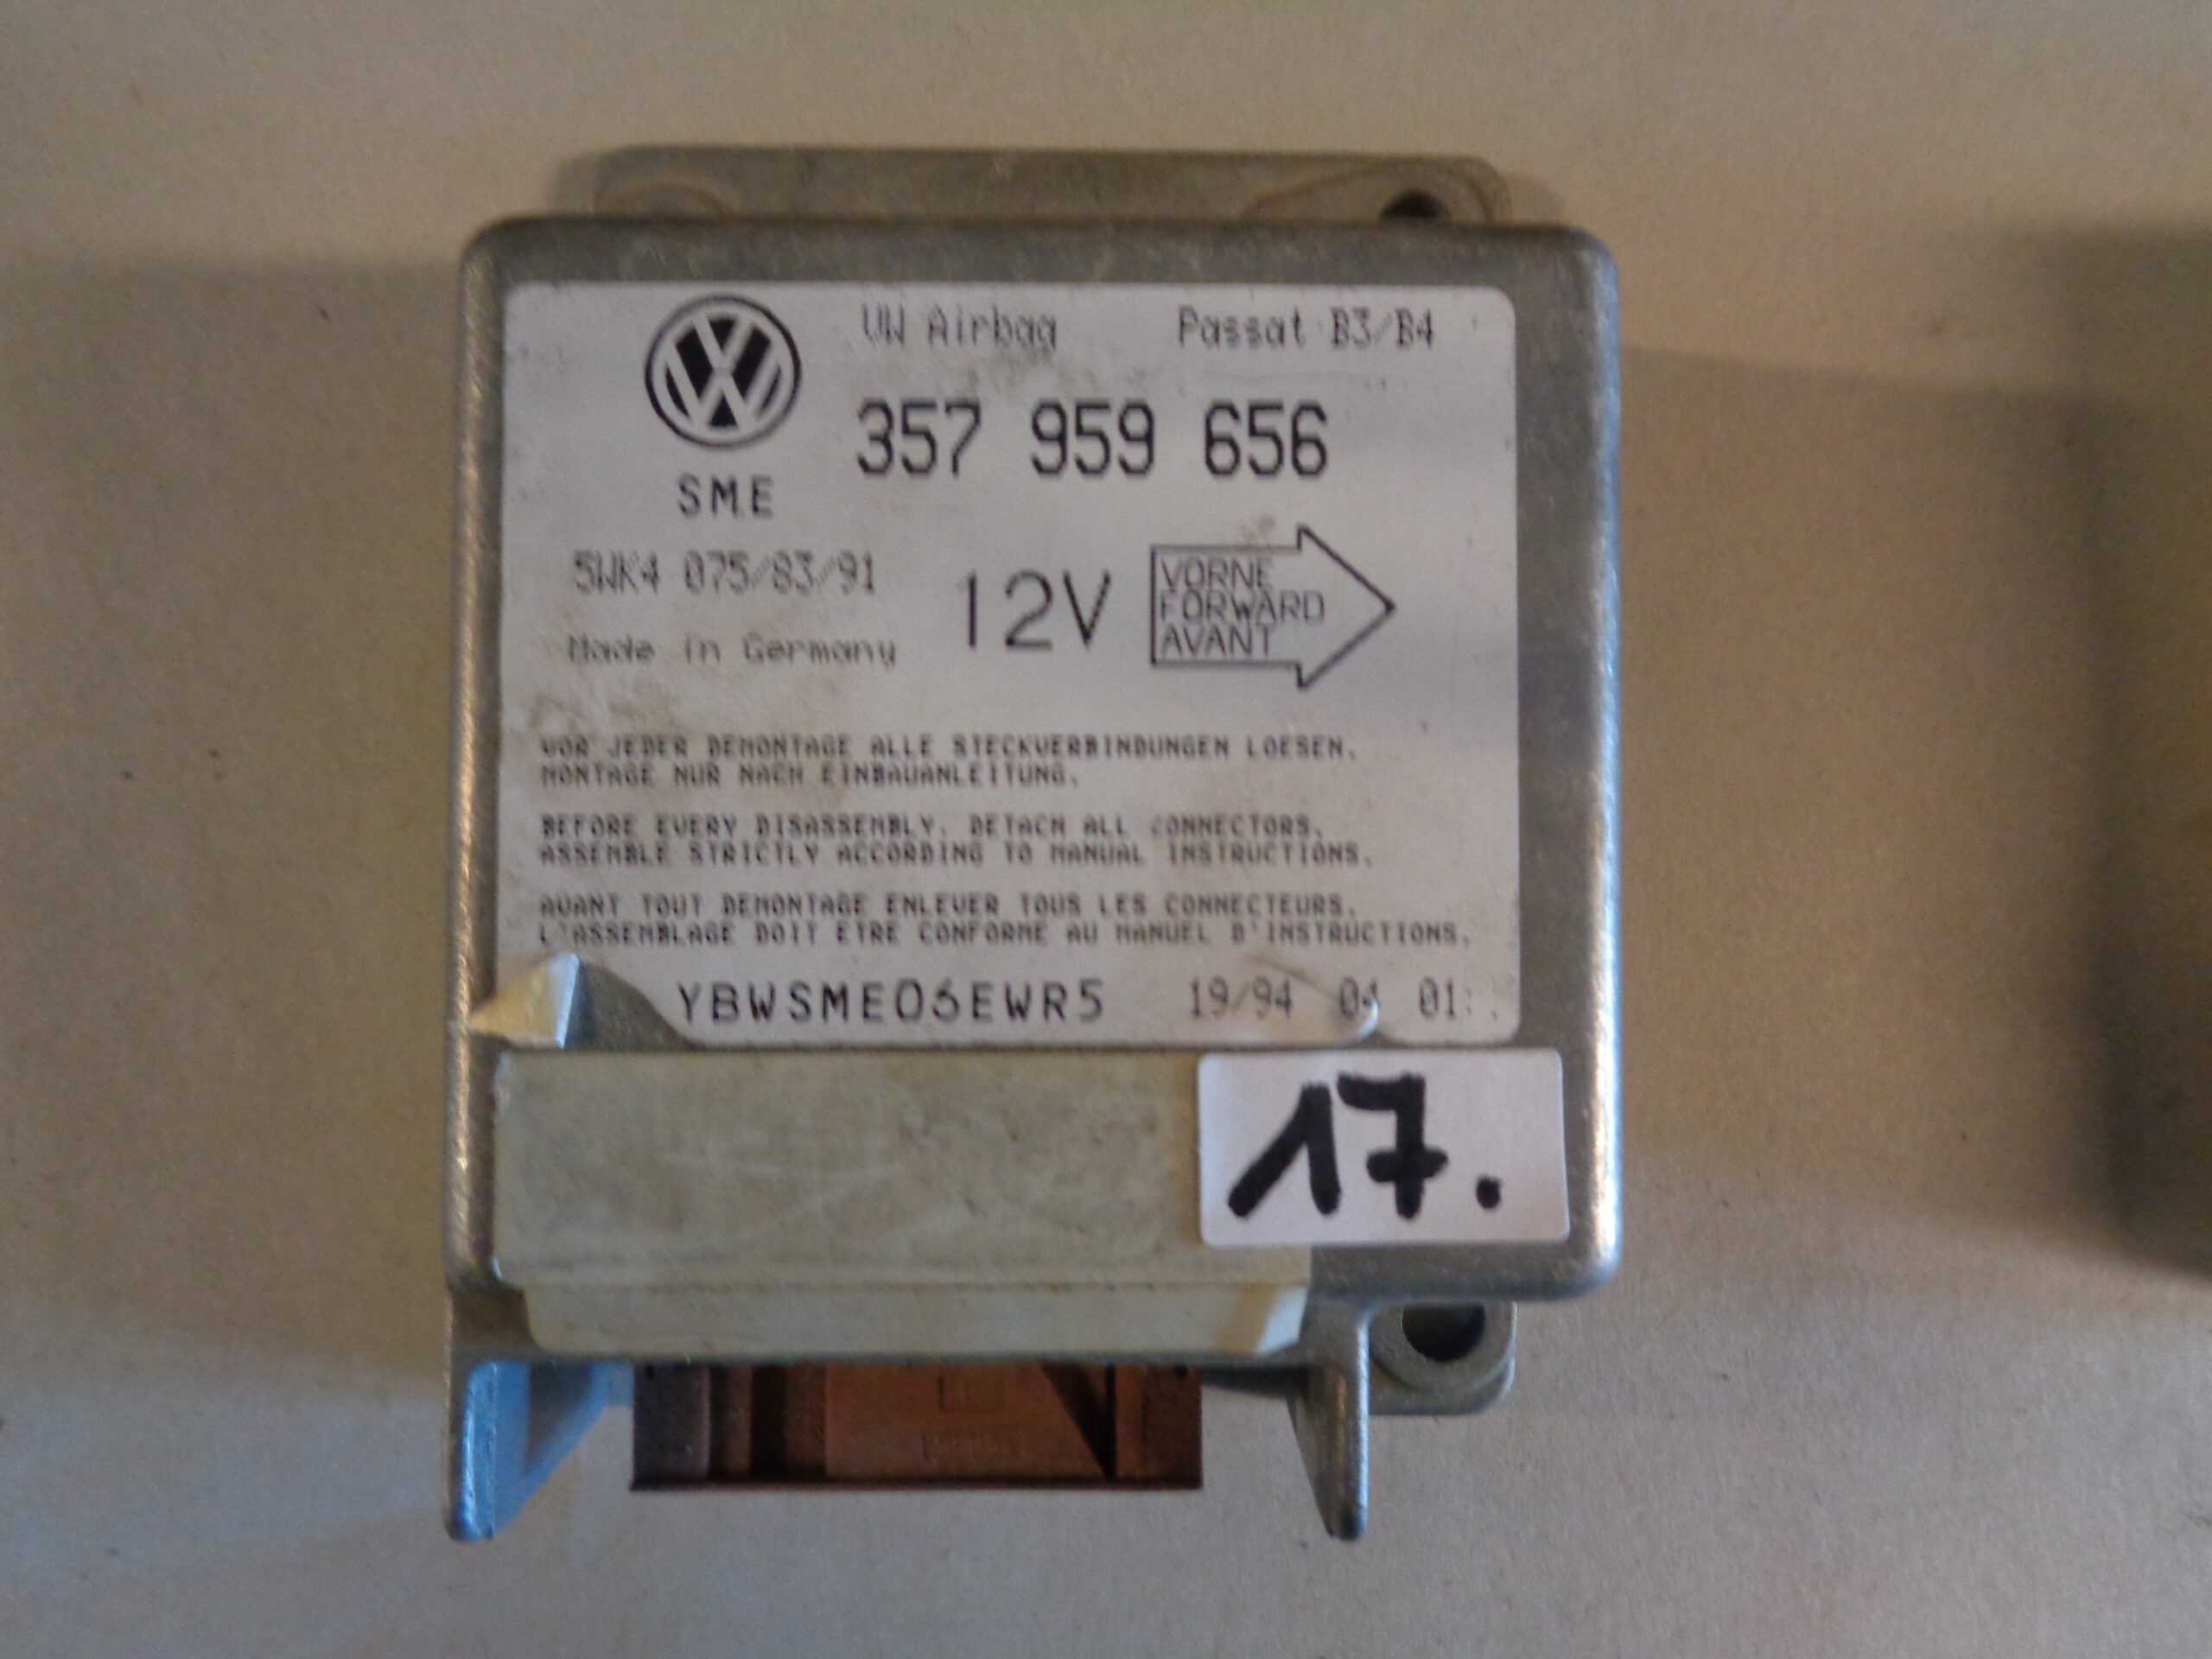 VW Airbag Passat B3/B4
357 959 656
SME
5WK4 075/83/91
12V
VORNE
FORWARD
AVANT
Made in Germany
VOR JEDER DEMONTAGE ALLE STECKVERBINDUNGEN LOESEN.
MONTAGE NUR NACH EINBAUANLEITUNG.
BEFORE EVERY DISASSEMBLY, DETACH ALL CONNECTORS.
ASSEMBLE STRICTLY ACCORDING TO MANUAL INSTRUCTIONS.
AVANT TOUT DEMONTAGE ENLEVER TOUS LES CONNECTEURS.
L'ASSEMBLAGE DOIT ETRE CONFORME AU MANUEL D'INSTRUCTIONS.
YBWSME06EWR5 19/94 04 01
17.